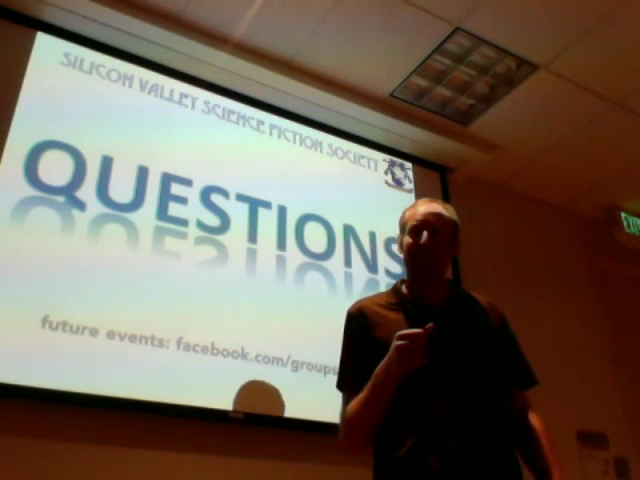 SILICON VALLEY SCIENCE FICTION SOCIETY
QUESTIONS
future events: facebook.com/groups